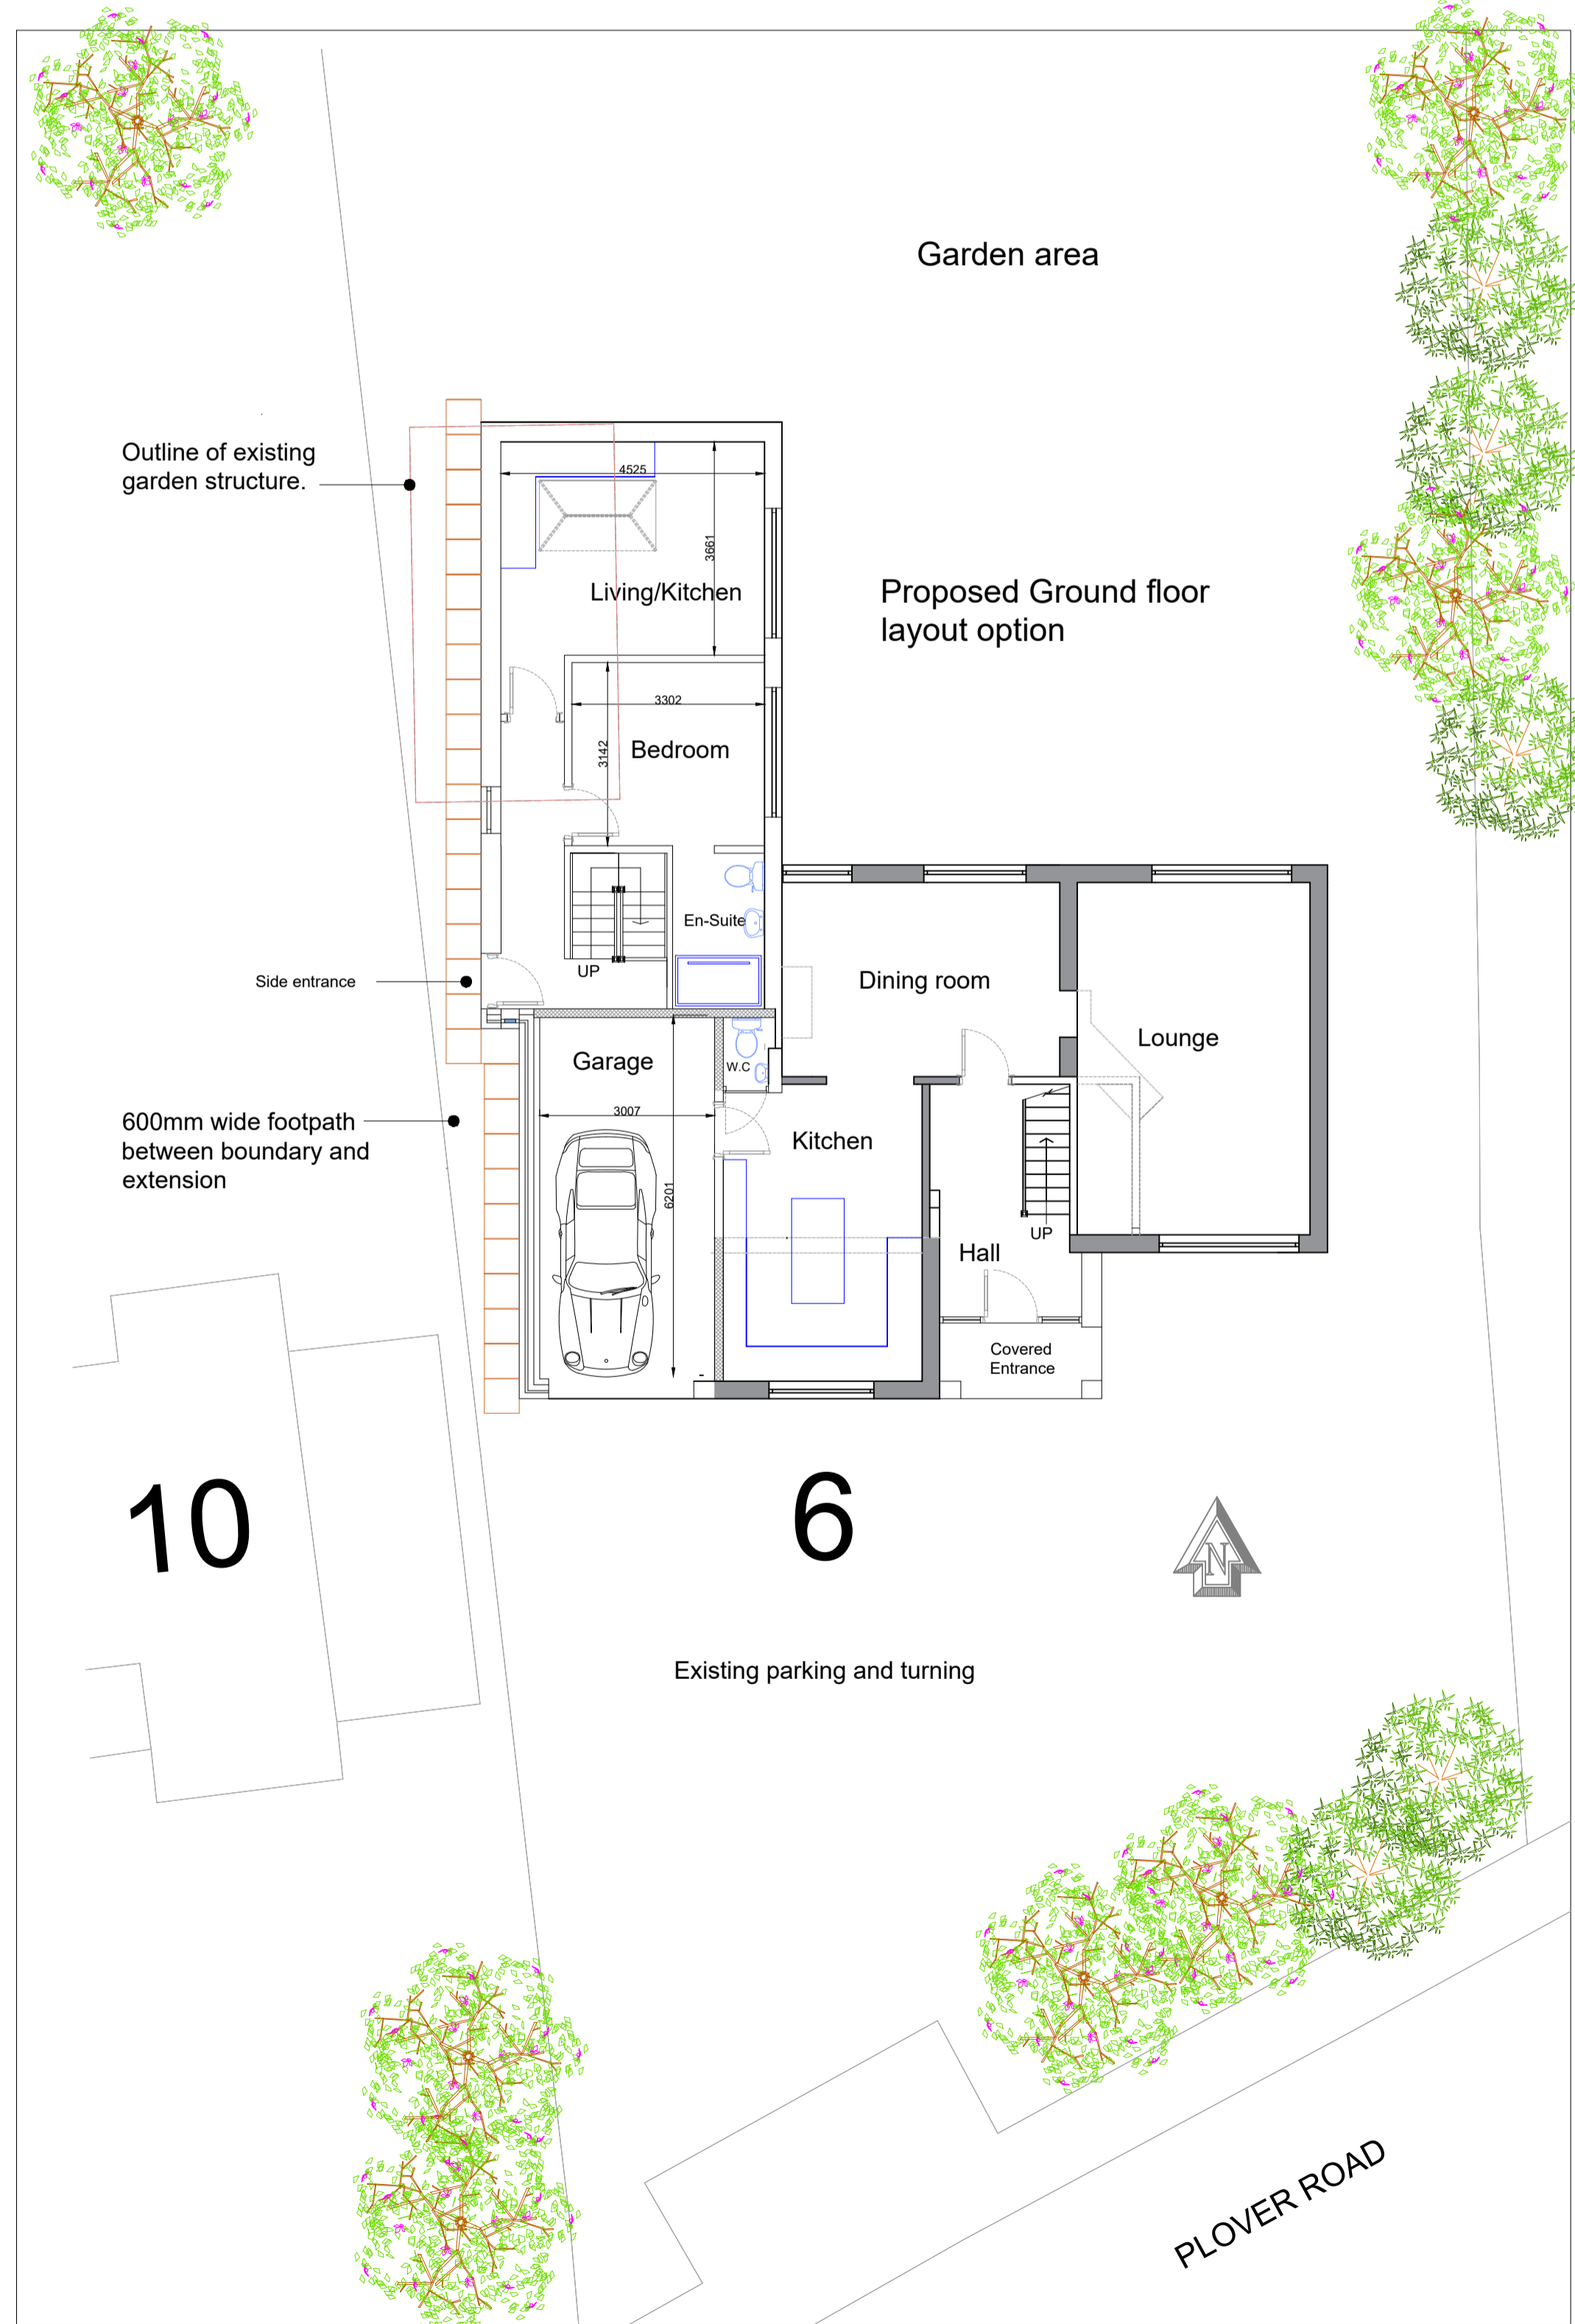 Garden area
Outline of existing
garden structure.
4525
3661
Living/Kitchen
Proposed Ground floor
layout option
3302
3142
Bedroom
En-Suite
UP
Side entrance
Dining room
Lounge
Garage
W.C
3007
600mm wide footpath
between boundary and
extension
Kitchen
6201
UP
Hall
Covered
Entrance
10
6
N
Existing parking and turning
PLOVER ROAD